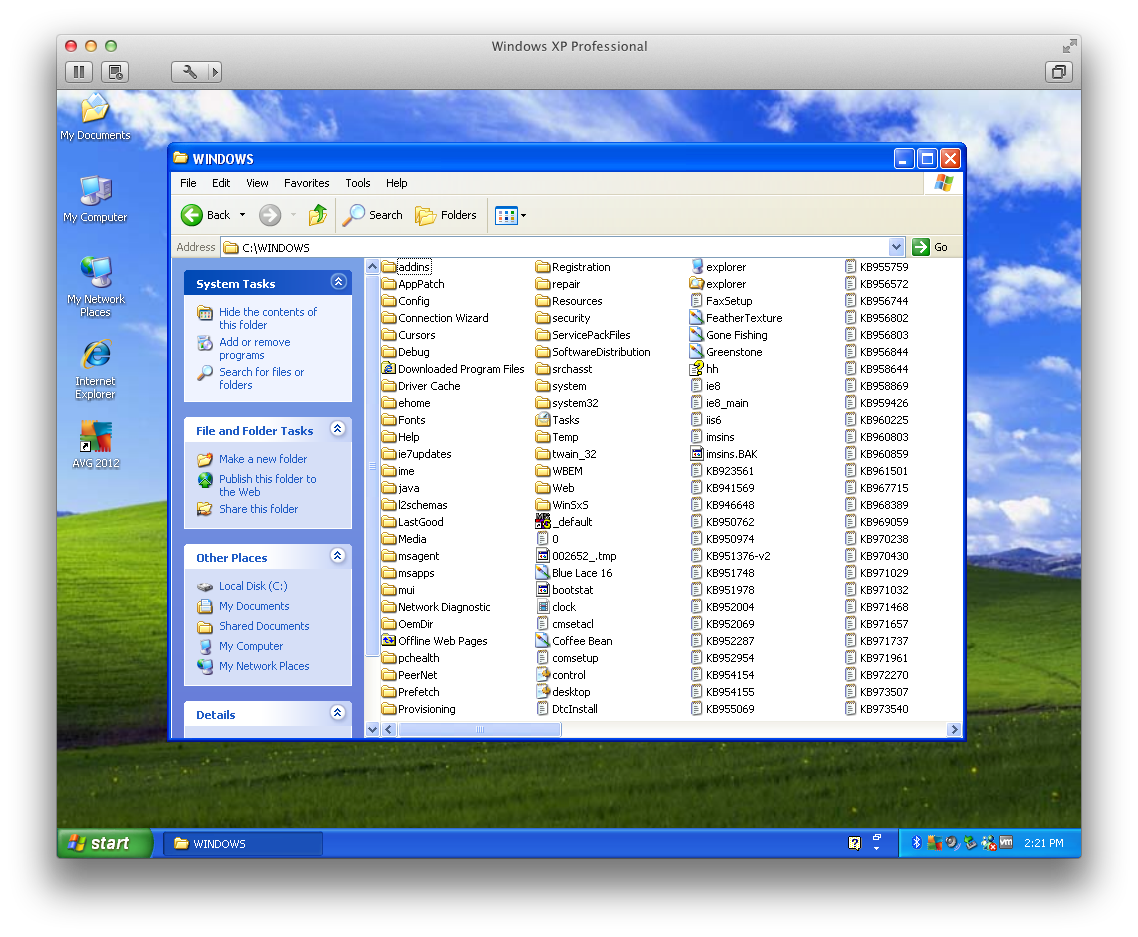 Windows XP Professional
My Documents
My Computer
My Network
Places
Internet
Explorer
AVG 2012
WINDOWS
File Edit View Favorites Tools Help
Back Search Folders
Address C:\WINDOWS Go
System Tasks
Hide the contents of
this folder
Add or remove
programs
Search for files or
folders
File and Folder Tasks
Make a new folder
Publish this folder to
the Web
Share this folder
Other Places
Local Disk (C:)
My Documents
Shared Documents
My Computer
My Network Places
Details
addins
AppPatch
Config
Connection Wizard
Cursors
Debug
Downloaded Program Files
Driver Cache
ehome
Fonts
Help
ie7updates
ime
java
l2schemas
LastGood
Media
msagent
msapps
mui
Network Diagnostic
OemDir
Offline Web Pages
pchealth
PeerNet
Prefetch
Provisioning
Registration
repair
Resources
security
ServicePackFiles
SoftwareDistribution
srchasst
system
system32
Tasks
Temp
twain_32
WBEM
Web
WinSxS
_default
0
002652_.tmp
Blue Lace 16
bootstat
clock
cmsetacl
Coffee Bean
comsetup
control
desktop
DtcInstall
explorer
explorer
FaxSetup
FeatherTexture
Gone Fishing
Greenstone
hh
ie8
ie8_main
iis6
imsins
imsins.BAK
KB923561
KB941569
KB946648
KB950762
KB950974
KB951376-v2
KB951748
KB951978
KB952004
KB952069
KB952287
KB952954
KB954154
KB954155
KB955069
KB955759
KB956572
KB956744
KB956802
KB956803
KB956844
KB958644
KB958869
KB959426
KB960225
KB960803
KB960859
KB961501
KB967715
KB968389
KB969059
KB970238
KB970430
KB971029
KB971032
KB971468
KB971657
KB971737
KB971961
KB972270
KB973507
KB973540
start
WINDOWS
2:21 PM